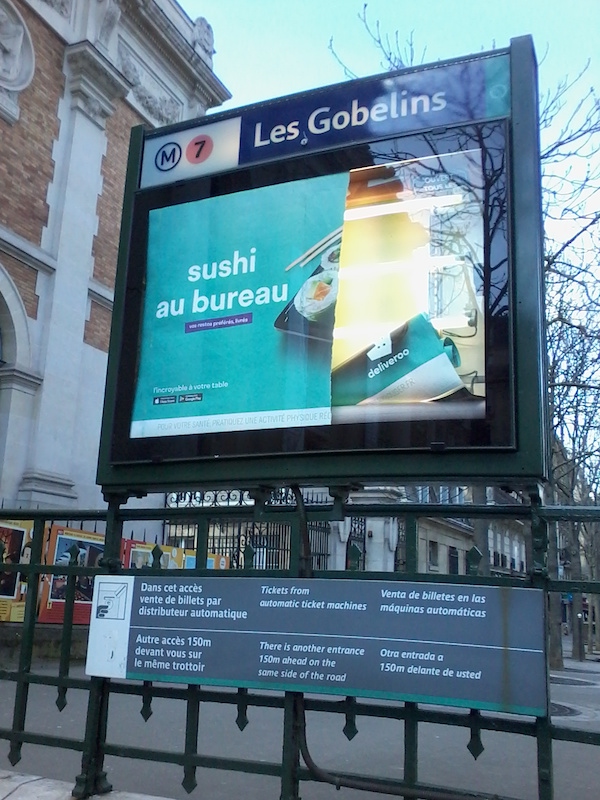 M 7 Les Gobelins
sushi
au bureau
vos restos préférés, livrés
deliveroo
l'incroyable à votre table
POUR VOTRE SANTÉ, PRATIQUEZ UNE ACTIVITÉ PHYSIQUE RÉG
Dans cet accès
vente de billets par
distributeur automatique
Tickets from
automatic ticket machines
Venta de billetes en las
máquinas automáticas
Autre accès 150m
devant vous sur
le même trottoir
There is another entrance
150m ahead on the
same side of the road
Otra entrada a
150m delante de usted